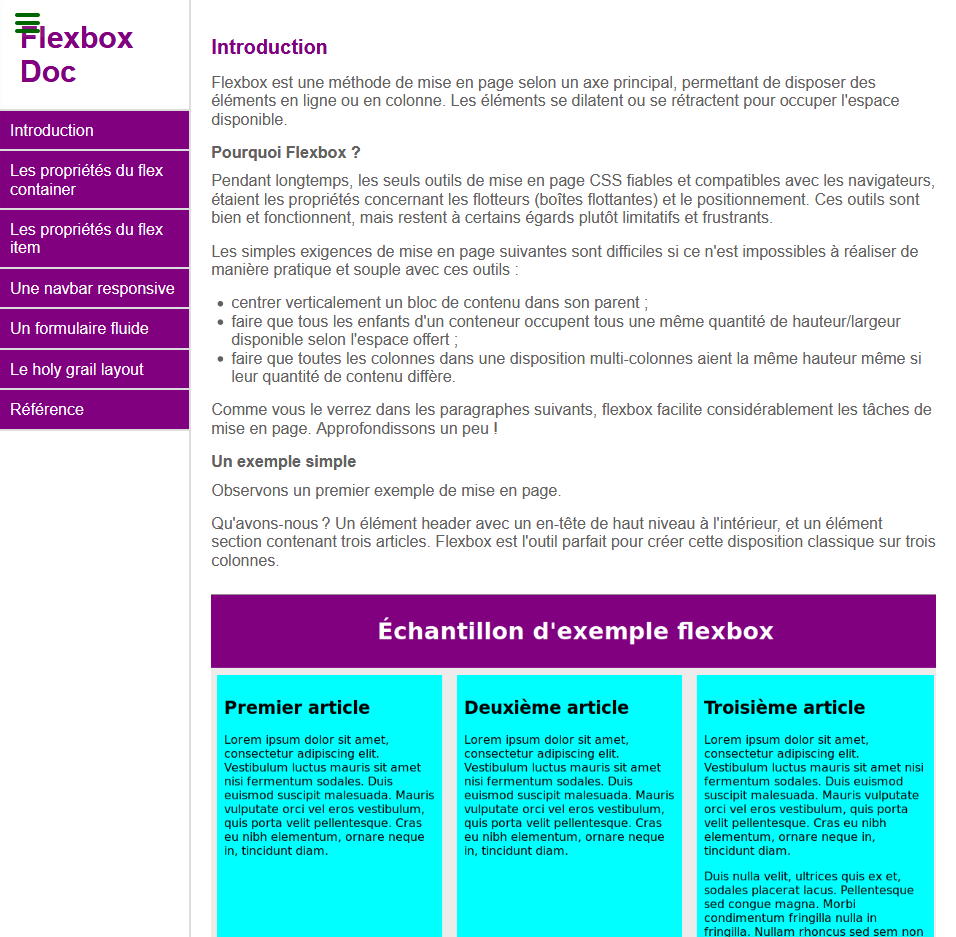 Flexbox
Doc
Introduction
Les propriétés du flex
container
Les propriétés du flex
item
Une navbar responsive
Un formulaire fluide
Le holy grail layout
Référence
Introduction
Flexbox est une méthode de mise en page selon un axe principal, permettant de disposer des
éléments en ligne ou en colonne. Les éléments se dilatent ou se rétractent pour occuper l'espace
disponible.
Pourquoi Flexbox ?
Pendant longtemps, les seuls outils de mise en page CSS fiables et compatibles avec les navigateurs,
étaient les propriétés concernant les flotteurs (boîtes flottantes) et le positionnement. Ces outils sont
bien et fonctionnent, mais restent à certains égards plutôt limitatifs et frustrants.
Les simples exigences de mise en page suivantes sont difficiles si ce n'est impossibles à réaliser de
manière pratique et souple avec ces outils :
• centrer verticalement un bloc de contenu dans son parent ;
• faire que tous les enfants d'un conteneur occupent tous une même quantité de hauteur/largeur
disponible selon l'espace offert ;
• faire que toutes les colonnes dans une disposition multi-colonnes aient la même hauteur même si
leur quantité de contenu diffère.
Comme vous le verrez dans les paragraphes suivants, flexbox facilite considérablement les tâches de
mise en page. Approfondissons un peu !
Un exemple simple
Observons un premier exemple de mise en page.
Qu'avons-nous ? Un élément header avec un en-tête de haut niveau à l'intérieur, et un élément
section contenant trois articles. Flexbox est l'outil parfait pour créer cette disposition classique sur trois
colonnes.
Échantillon d'exemple flexbox
Premier article
Lorem ipsum dolor sit amet,
consectetur adipiscing elit.
Vestibulum luctus mauris sit amet
nisi fermentum sodales. Duis
euismod suscipit malesuada. Mauris
vulputate orci vel eros vestibulum,
quis porta velit pellentesque. Cras
eu nibh elementum, ornare neque
in, tincidunt diam.
Deuxième article
Lorem ipsum dolor sit amet,
consectetur adipiscing elit.
Vestibulum luctus mauris sit amet
nisi fermentum sodales. Duis
euismod suscipit malesuada. Mauris
vulputate orci vel eros vestibulum,
quis porta velit pellentesque. Cras
eu nibh elementum, ornare neque
in, tincidunt diam.
Troisième article
Lorem ipsum dolor sit amet,
consectetur adipiscing elit.
Vestibulum luctus mauris sit amet nisi
fermentum sodales. Duis euismod
suscipit malesuada. Mauris vulputate
orci vel eros vestibulum, quis porta
velit pellentesque. Cras eu nibh
elementum, ornare neque in,
tincidunt diam.
Duis nulla velit, ultrices quis ex et,
sodales placerat lacus. Pellentesque
sed congue magna. Morbi
condimentum fringilla nulla in
fringilla. Nullam rhoncus sed sem non